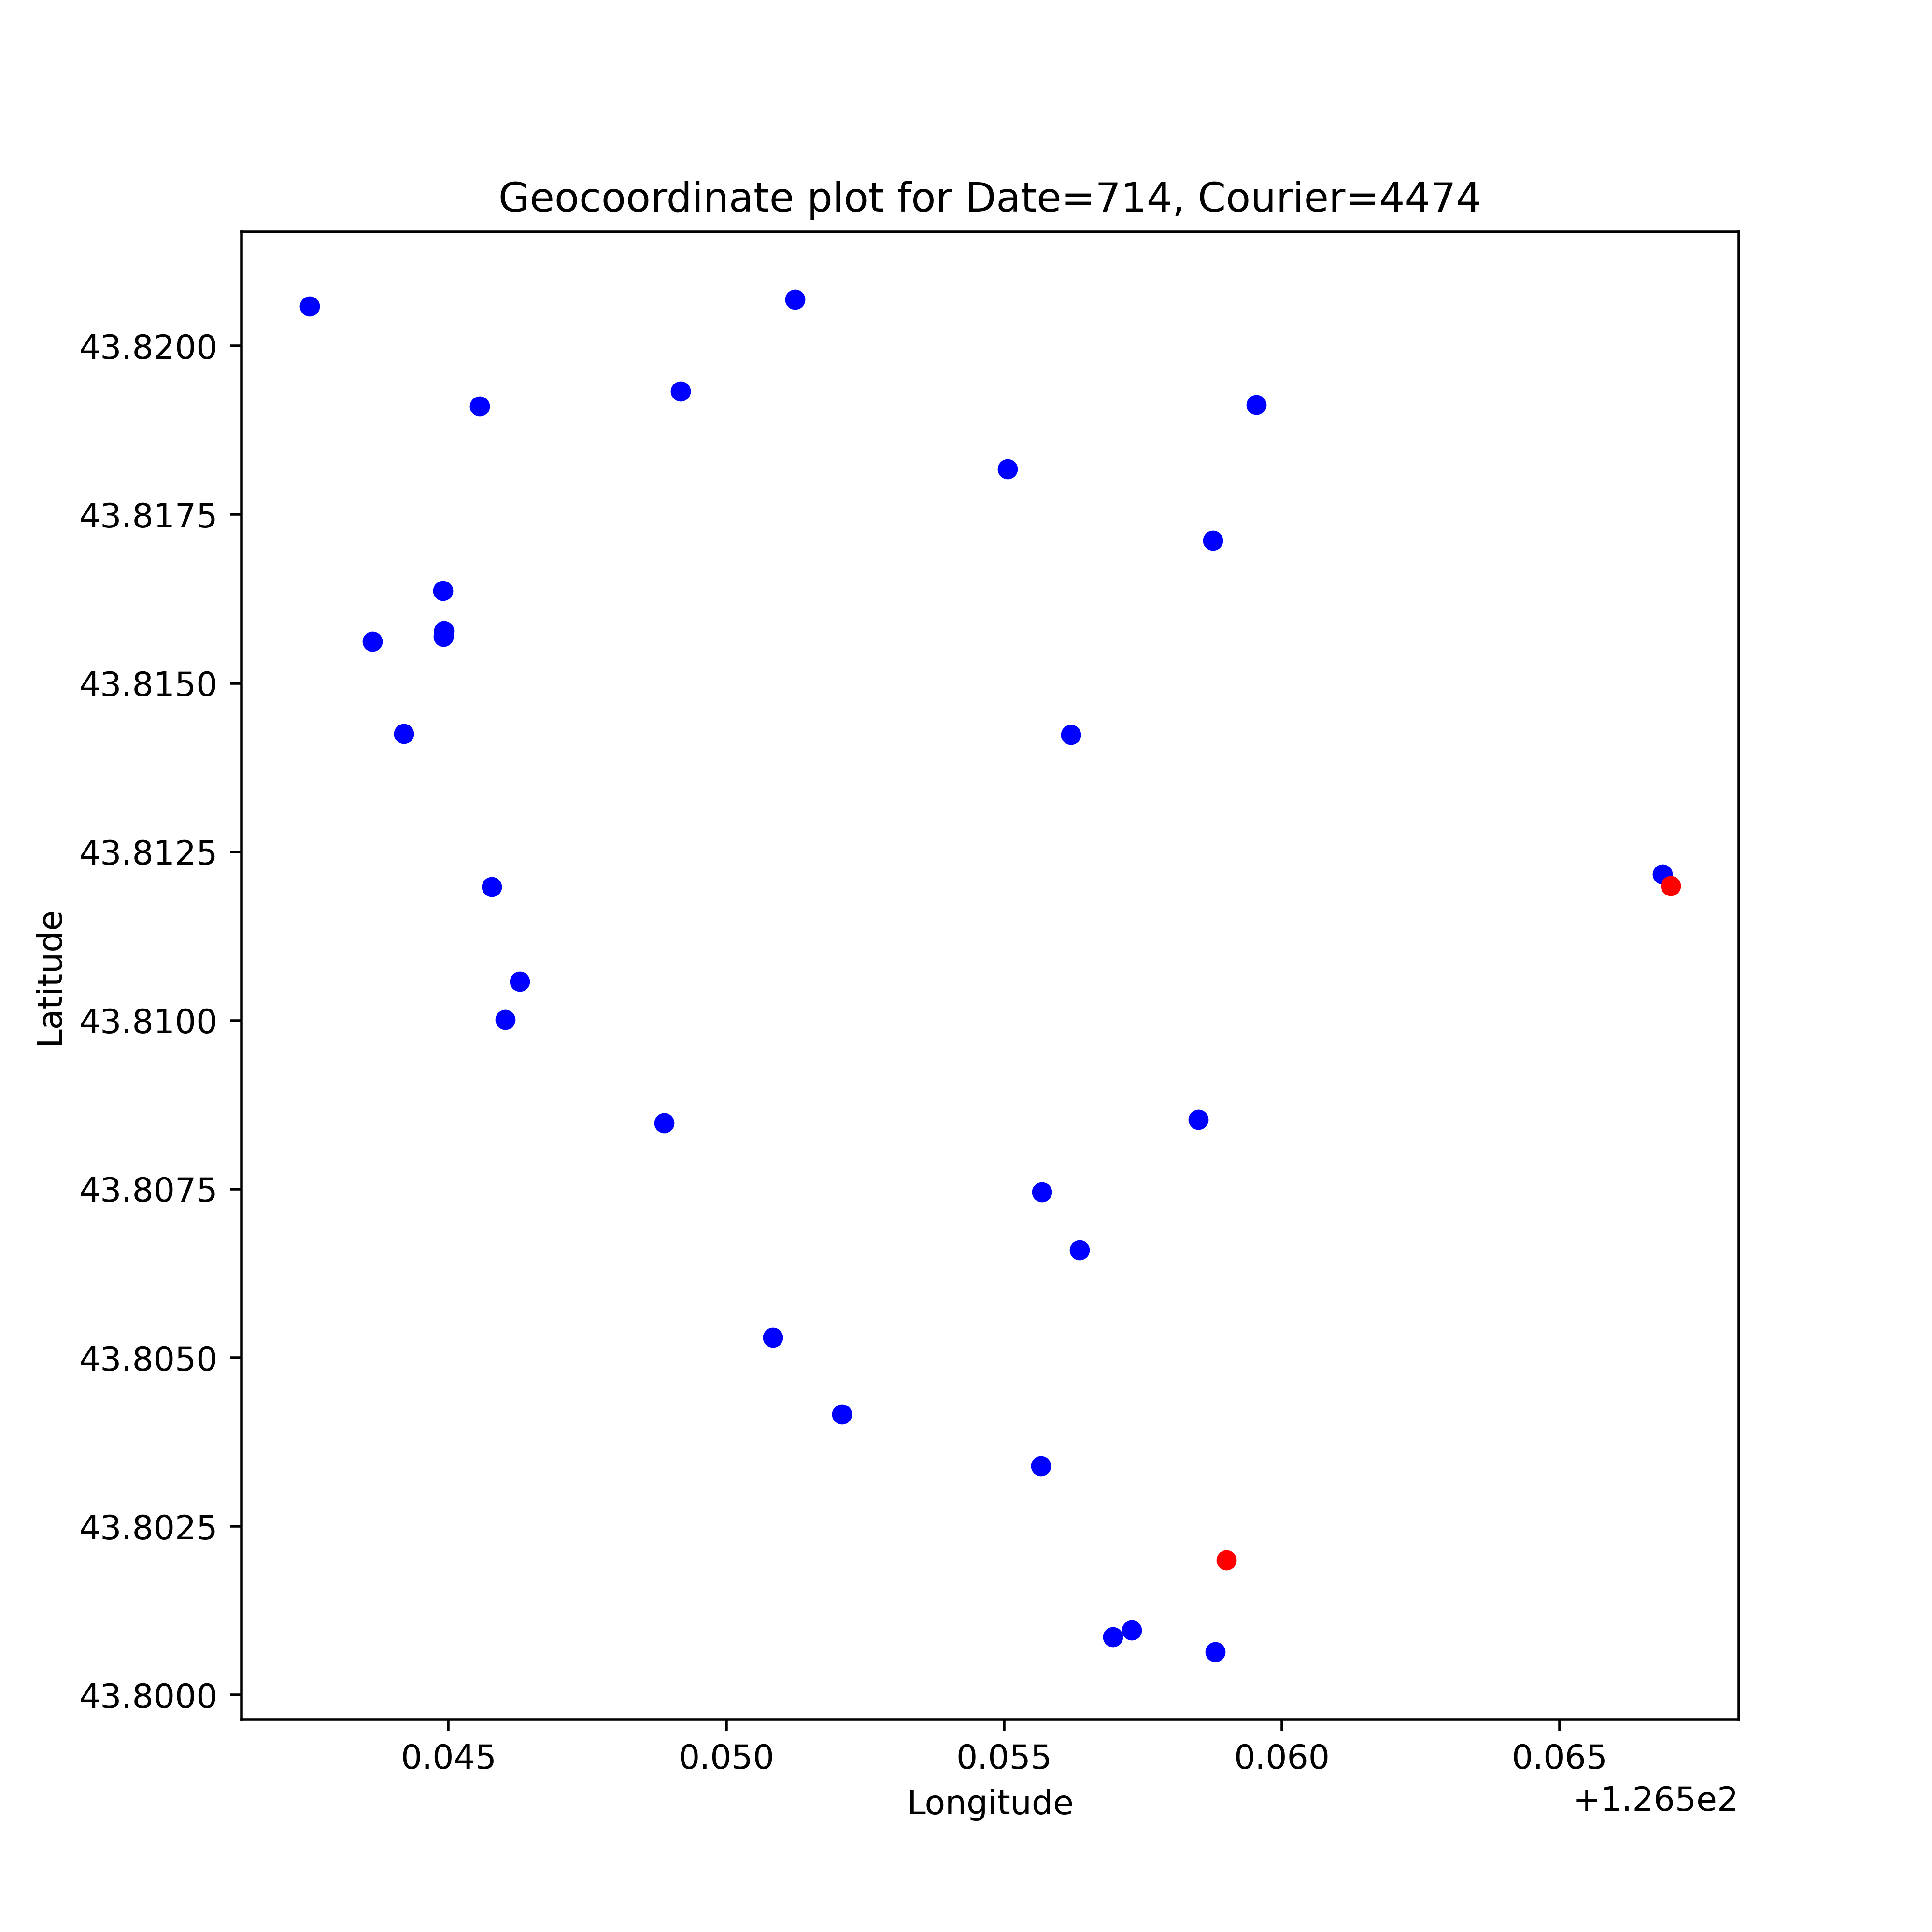 Geocoordinate plot for Date=714, Courier=4474
43.8200
43.8175
43.8150
43.8125
43.8100
43.8075
43.8050
43.8025
43.8000
Latitude
0.045 0.050 0.055 0.060 0.065
+1.265e2
Longitude